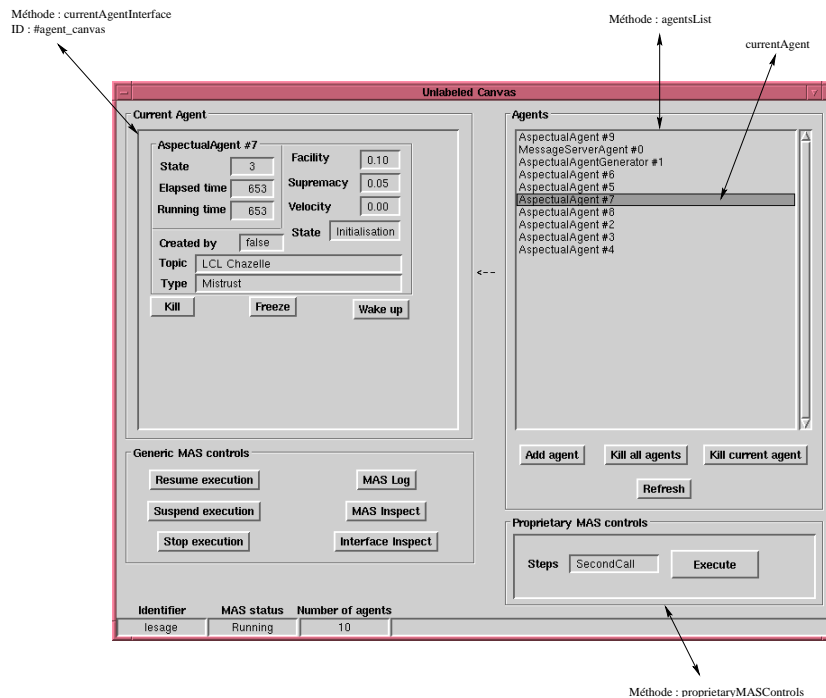 Méthode : currentAgentInterface
ID : #agent_canvas
Méthode : agentsList
currentAgent
Unlabeled Canvas
Current Agent
AspectualAgent #7
State 3
Elapsed time 653
Running time 653
Facility 0.10
Supremacy 0.05
Velocity 0.00
State Initialisation
Created by false
Topic LCL Chazelle
Type Mistrust
Kill Freeze Wake up
<--
Agents
AspectualAgent #9
MessageServerAgent #0
AspectualAgentGenerator #1
AspectualAgent #6
AspectualAgent #5
AspectualAgent #7
AspectualAgent #8
AspectualAgent #2
AspectualAgent #3
AspectualAgent #4
Add agent Kill all agents Kill current agent
Refresh
Generic MAS controls
Resume execution MAS Log
Suspend execution MAS Inspect
Stop execution Interface Inspect
Proprietary MAS controls
Steps SecondCall Execute
Identifier MAS status Number of agents
lesage Running 10
Méthode : proprietaryMASControls